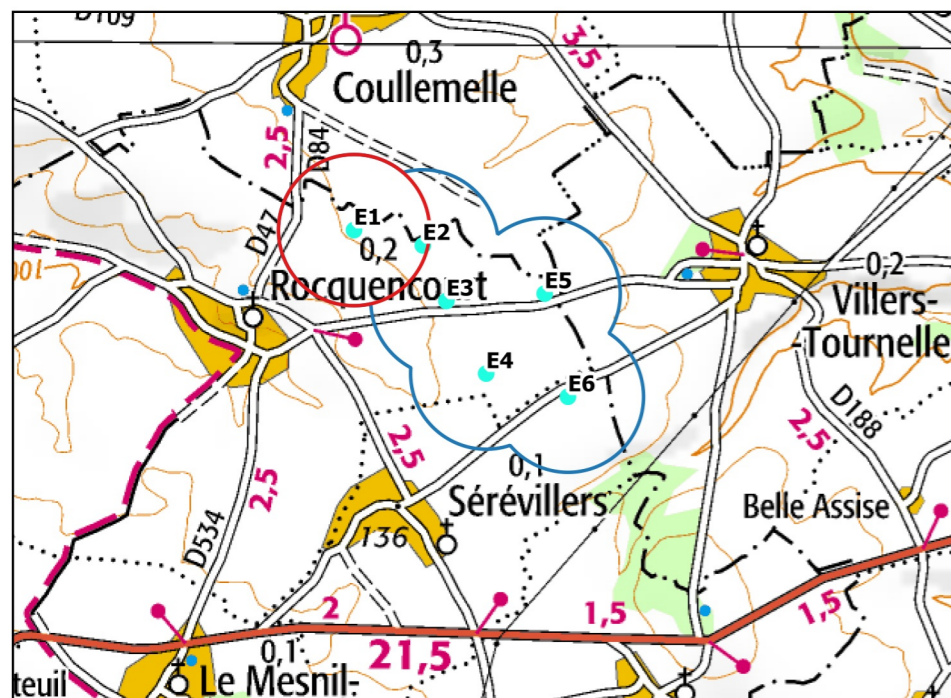 D109
0,3
3,5
Coullemelle
2,5
D84
E1
D47
0,2
E2
0,2
100
Rocquencourt
E3
E5
Villers-
-Tournelle
E4
E6
D188
2,5
2,5
2,5
0,1
Sérévillers
Belle Assise
136
D534
2
1,5
1,5
0,1
21,5
teuil
Le Mesnil-